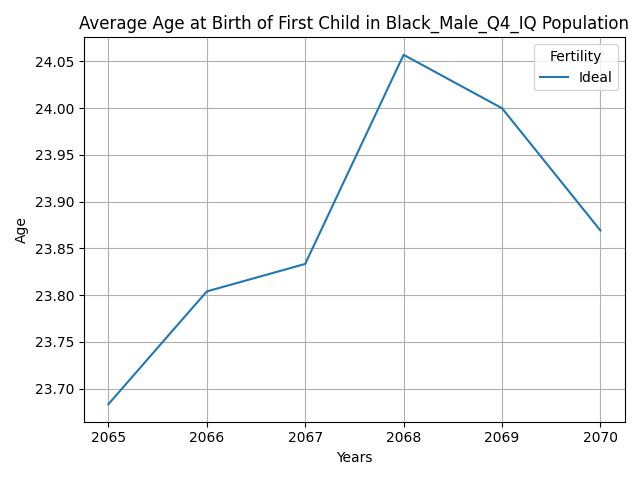 Average Age at Birth of First Child in Black_Male_Q4_IQ Population
Fertility
Ideal
Age
24.05
24.00
23.95
23.90
23.85
23.80
23.75
23.70
2065 2066 2067 2068 2069 2070
Years